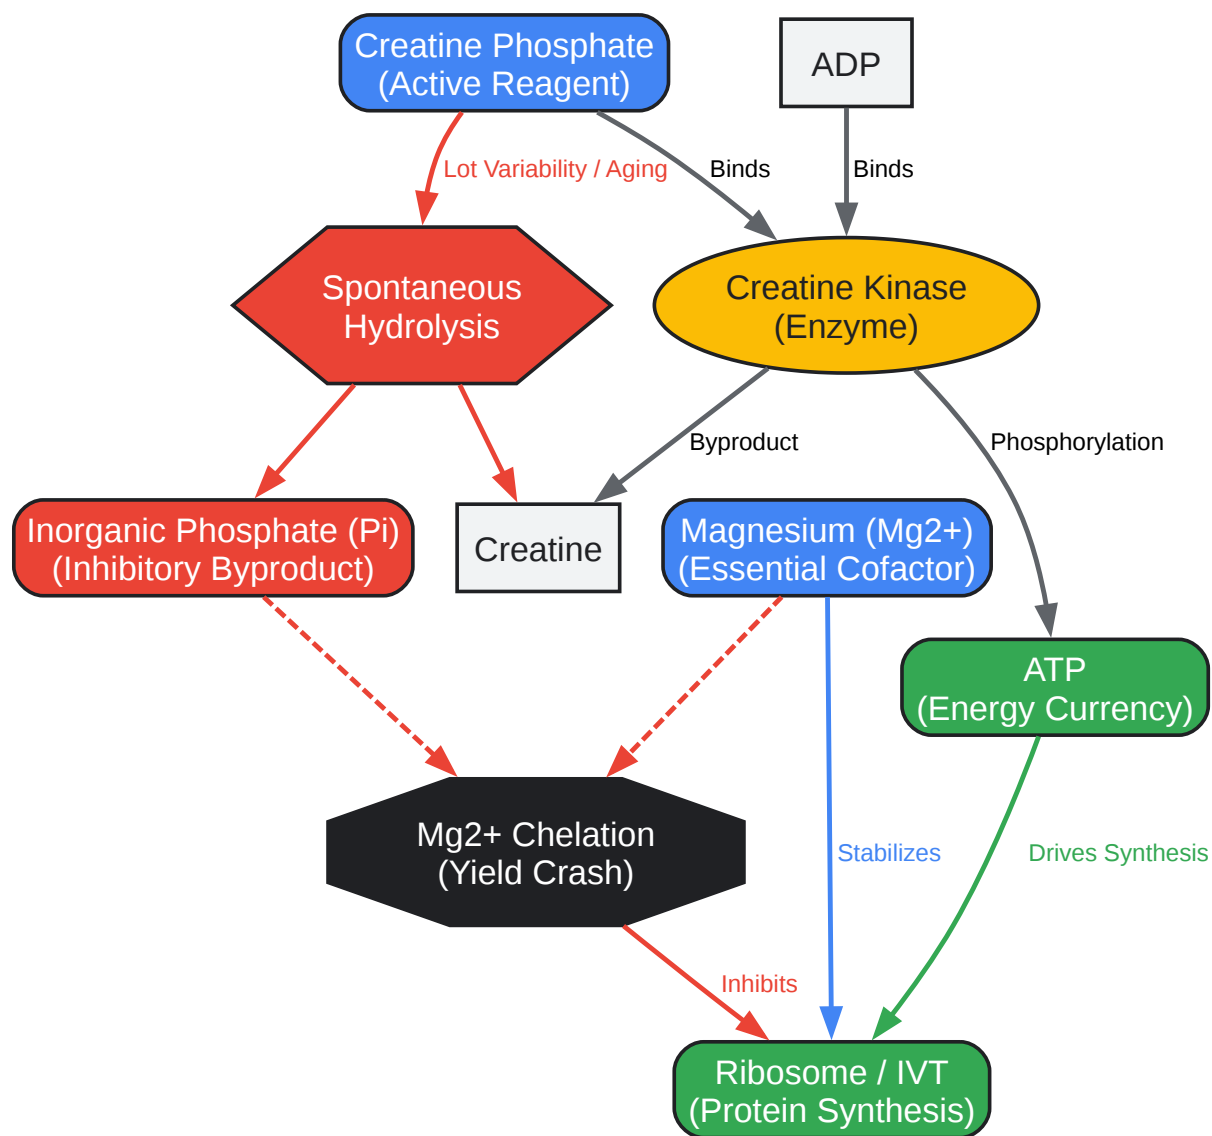 Creatine Phosphate
(Active Reagent)
ADP
Lot Variability / Aging
Binds
Binds
Spontaneous
Hydrolysis
Creatine Kinase
(Enzyme)
Byproduct
Phosphorylation
Inorganic Phosphate (Pi)
(Inhibitory Byproduct)
Creatine
Magnesium (Mg2+)
(Essential Cofactor)
ATP
(Energy Currency)
Mg2+ Chelation
(Yield Crash)
Stabilizes
Drives Synthesis
Inhibits
Ribosome / IVT
(Protein Synthesis)